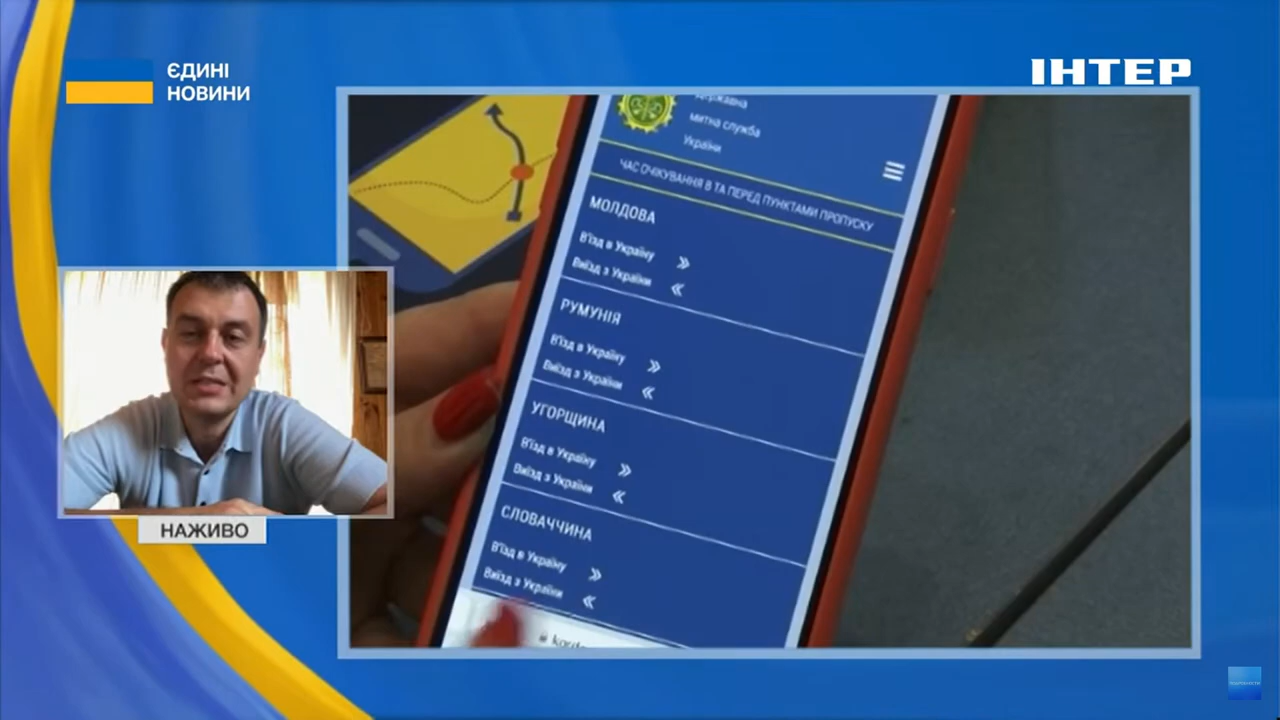 ЄДИНІ
НОВИНИ
ІНТЕР
Державна
митна служба
України
ЧАС ОЧІКУВАННЯ В ТА ПЕРЕД ПУНКТАМИ ПРОПУСКУ
МОЛДОВА
В'їзд в Україну »
Виїзд з України «
РУМУНІЯ
В'їзд в Україну »
Виїзд з України «
УГОРЩИНА
В'їзд в Україну »
Виїзд з України «
СЛОВАЧЧИНА
В'їзд в Україну »
Виїзд з України «
НАЖИВО